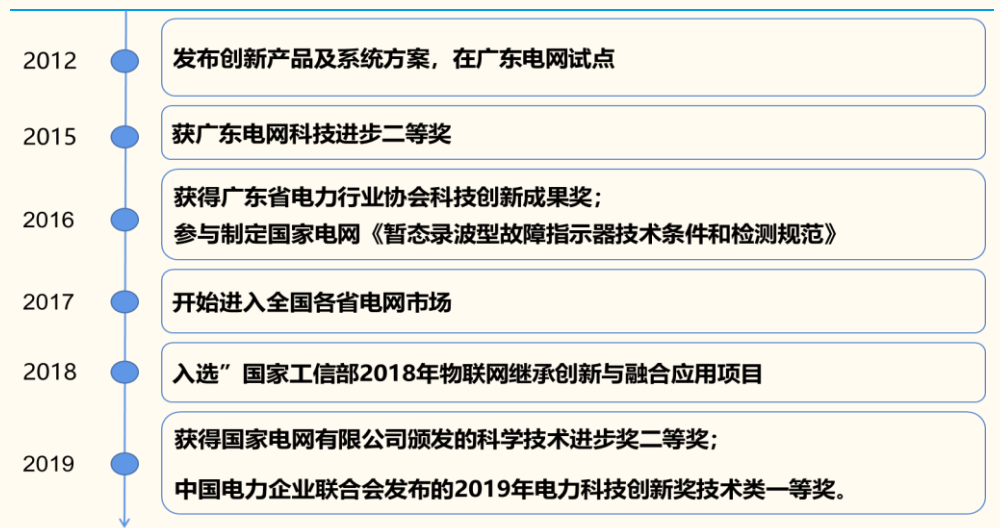 2012
发布创新产品及系统方案，在广东电网试点
2015
获广东电网科技进步二等奖
2016
获得广东省电力行业协会科技创新成果奖；
参与制定国家电网《暂态录波型故障指示器技术条件和检测规范》
2017
开始进入全国各省电网市场
2018
入选”国家工信部2018年物联网继承创新与融合应用项目
2019
获得国家电网有限公司颁发的科学技术进步奖二等奖；
中国电力企业联合会发布的2019年电力科技创新奖技术类一等奖。